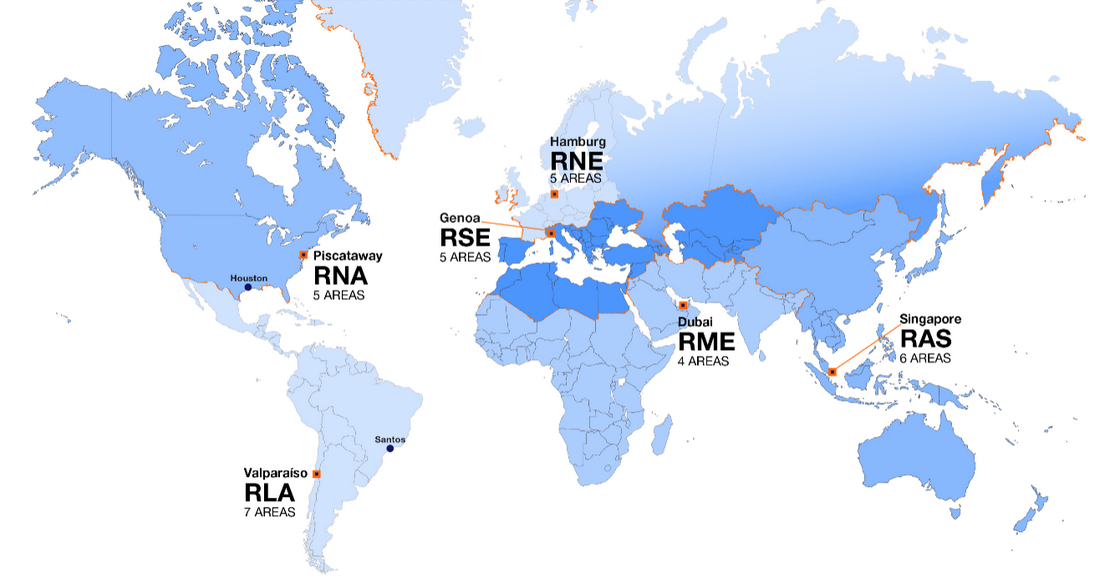 Hamburg
RNE
5 AREAS
Genoa
RSE
5 AREAS
Piscataway
RNA
5 AREAS
Houston
Dubai
RME
4 AREAS
Singapore
RAS
6 AREAS
Santos
Valparaíso
RLA
7 AREAS